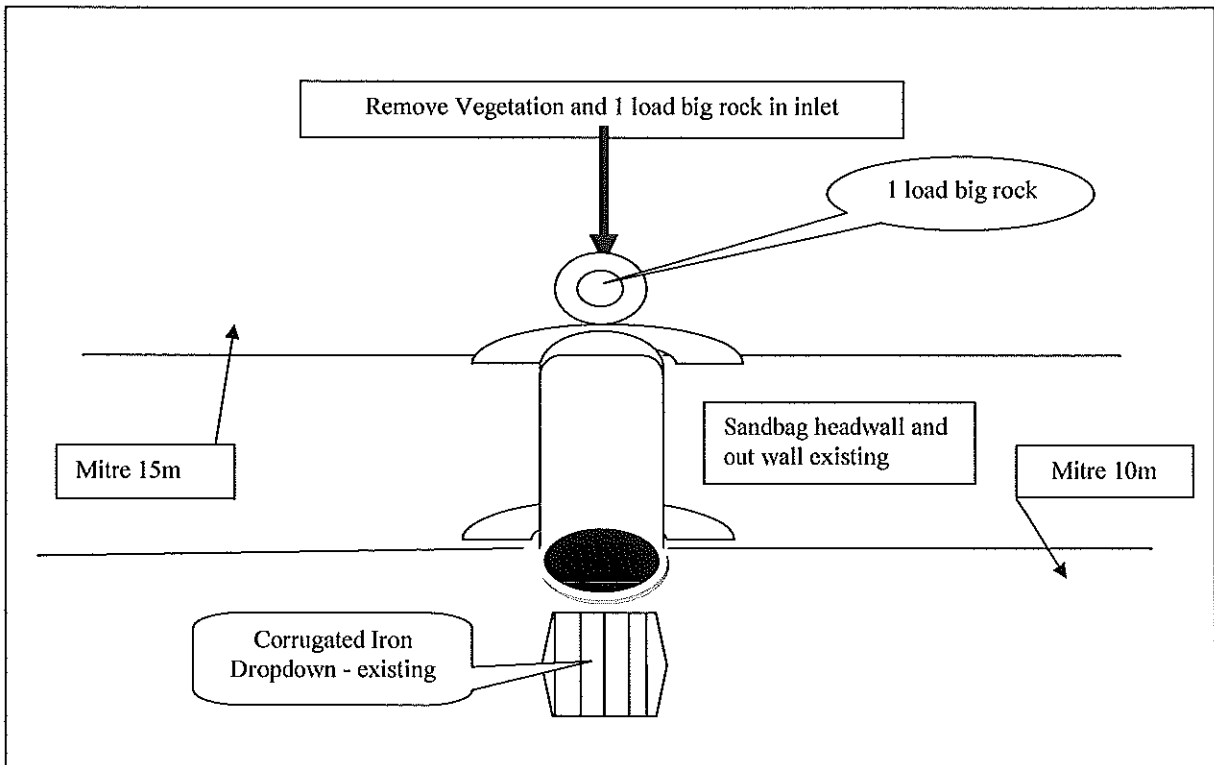 Remove Vegetation and 1 load big rock in inlet
1 load big rock
Sandbag headwall and
out wall existing
Mitre 15m
Mitre 10m
Corrugated Iron
Dropdown - existing